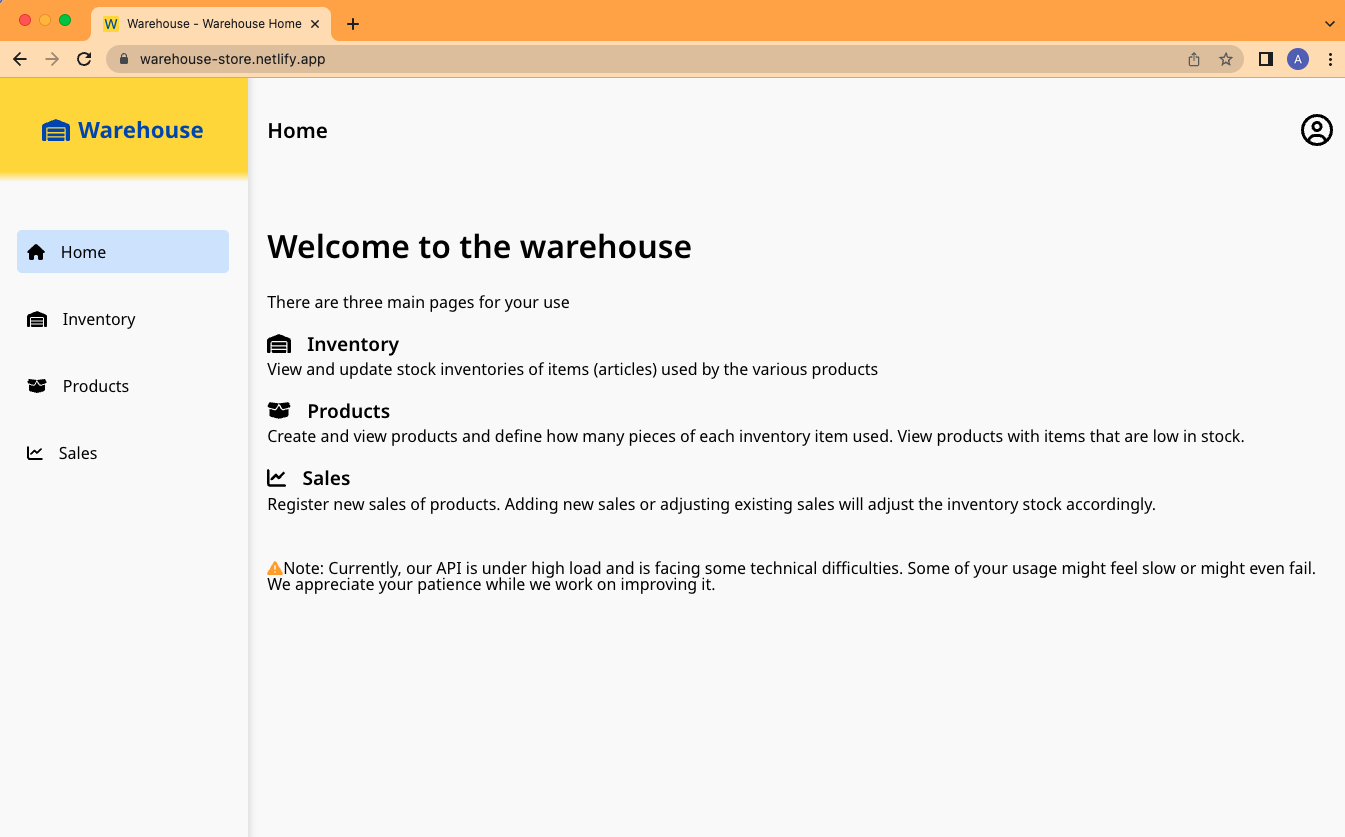 W Warehouse - Warehouse Home
warehouse-store.netlify.app
A
Warehouse
Home
Home
Inventory
Products
Sales
Welcome to the warehouse
There are three main pages for your use
Inventory
View and update stock inventories of items (articles) used by the various products
Products
Create and view products and define how many pieces of each inventory item used. View products with items that are low in stock.
Sales
Register new sales of products. Adding new sales or adjusting existing sales will adjust the inventory stock accordingly.
⚠Note: Currently, our API is under high load and is facing some technical difficulties. Some of your usage might feel slow or might even fail.
We appreciate your patience while we work on improving it.